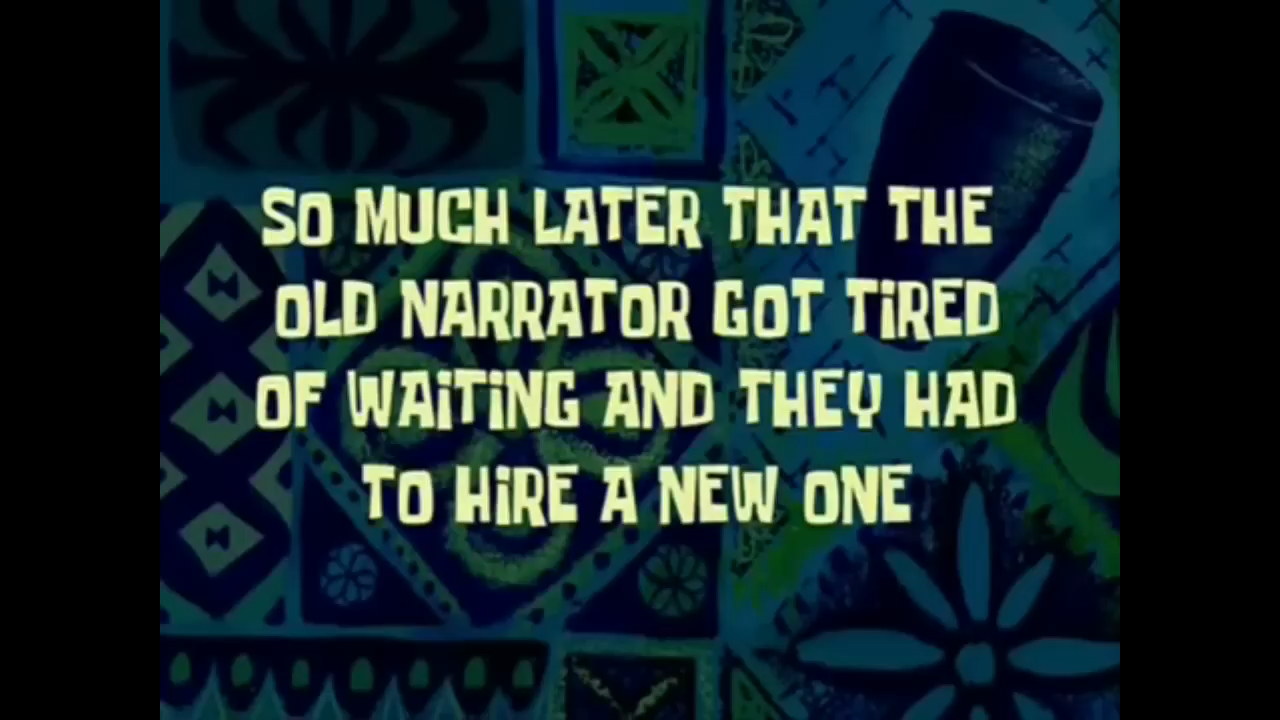 SO MUCH LATER THAT THE
OLD NARRATOR GOT TiRED
OF WAiTiNG AND THEY HAD
TO HiRE A NEW ONE